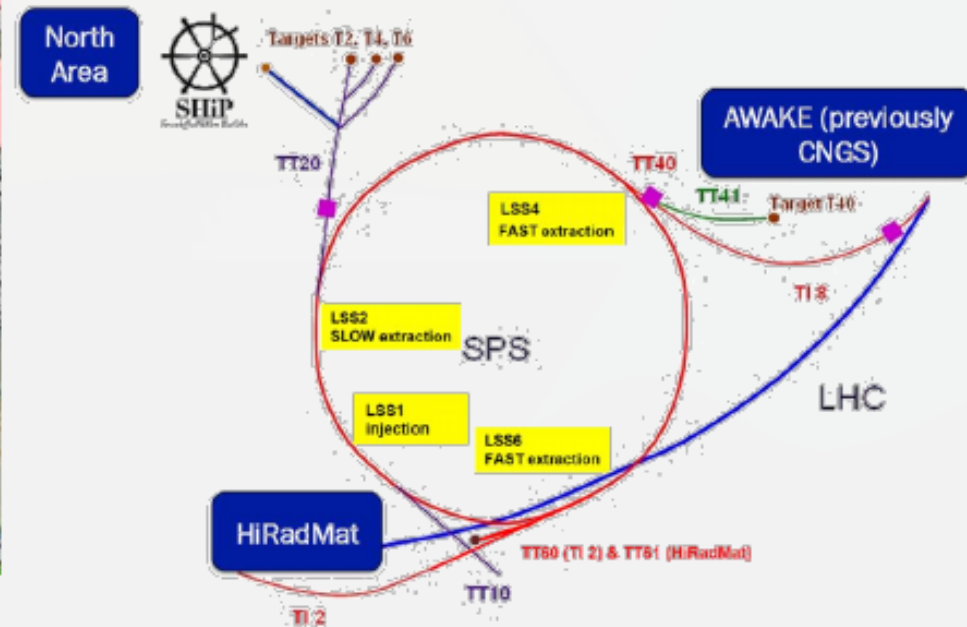 North
Area
SHiP
Targets T2, T4, T6
TT20
AWAKE (previously
CNGS)
TT40
TT41
Target T40
TI 8
LSS4
FAST extraction
LSS2
SLOW extraction
SPS
LSS1
injection
LSS6
FAST extraction
LHC
HiRadMat
TT60 (TI 2) & TT61 (HiRadMat)
TT10
TI 2